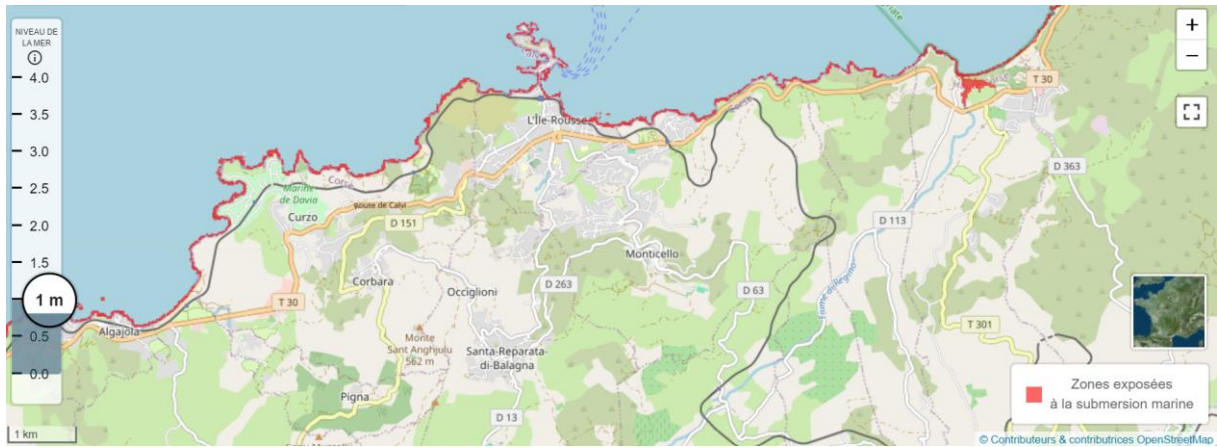 NIVEAU DE
LA MER
4.0
3.5
3.0
2.5
2.0
1.5
1 m
0.5
0.0
1 km
+
−
T 30
D 363
L'Île-Rousse
Corse
Marine
de Davia
Corse
Route de Calvi
Curzo
D 151
D 113
Monticello
Corbara
Occiglioni
D 263
D 63
T 30
Algajola
Monte
Sant Anghjulu
562 m
Santa-Reparata-
di-Balagna
T 301
Pigna
D 13
Zones exposées
à la submersion marine
© Contributeurs & contributrices OpenStreetMap